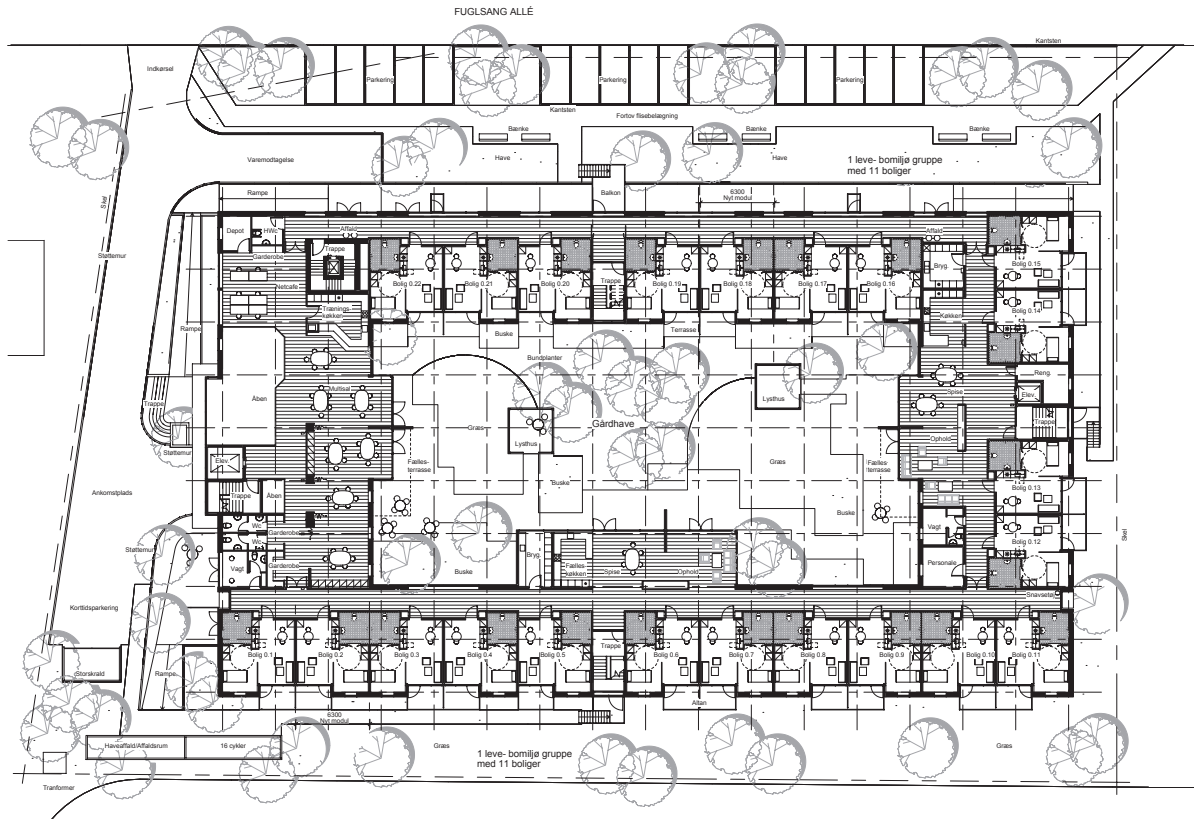 FUGLSANG ALLÉ
Kantsten
Indkørsel
Parkering
Parkering
Parkering
Kantsten
Fortov flisebelægning
Bænke
Bænke
Bænke
Varemodtagelse
Have
Have
1 leve- bomiljø gruppe
med 11 boliger
Skel
Rampe
Balkon
6300
Nyt modul
Depot
HWc
Affald
Affald
Støttemur
Garderobe
Trappe
Netcafe
Bolig 0.22
Bolig 0.21
Bolig 0.20
Trappe
Bolig 0.19
Bolig 0.18
Bolig 0.17
Bolig 0.16
Bryg.
Bolig 0.15
Trænings-
køkken
Køkken
Bolig 0.14
Rampe
Buske
Terrasse
Buske
Bundplanter
Reng.
Multisal
Åben
Lysthus
Spise
Elev.
Trappe
Trappe
Græs
Gårdhave
Lysthus
Ophold
Støttemur
Elev.
Fælles-
terrasse
Græs
Fælles-
terrasse
Ankomstplads
Trappe
Åben
Buske
Bolig 0.13
Buske
Wc
Garderobe
Wc
Vagt
Bolig 0.12
Støttemur
Vagt
Garderobe
Buske
Bryg.
Fælles
køkken
Spise
Ophold
Personale
Skel
Snavsetøj
Korttidsparkering
Bolig 0.1
Bolig 0.2
Bolig 0.3
Bolig 0.4
Bolig 0.5
Trappe
Bolig 0.6
Bolig 0.7
Bolig 0.8
Bolig 0.9
Bolig 0.10
Bolig 0.11
Storskrald
Rampe
Altan
6300
Nyt modul
Haveaffald/Affaldsrum
16 cykler
Græs
1 leve- bomiljø gruppe
med 11 boliger
Græs
Tranformer